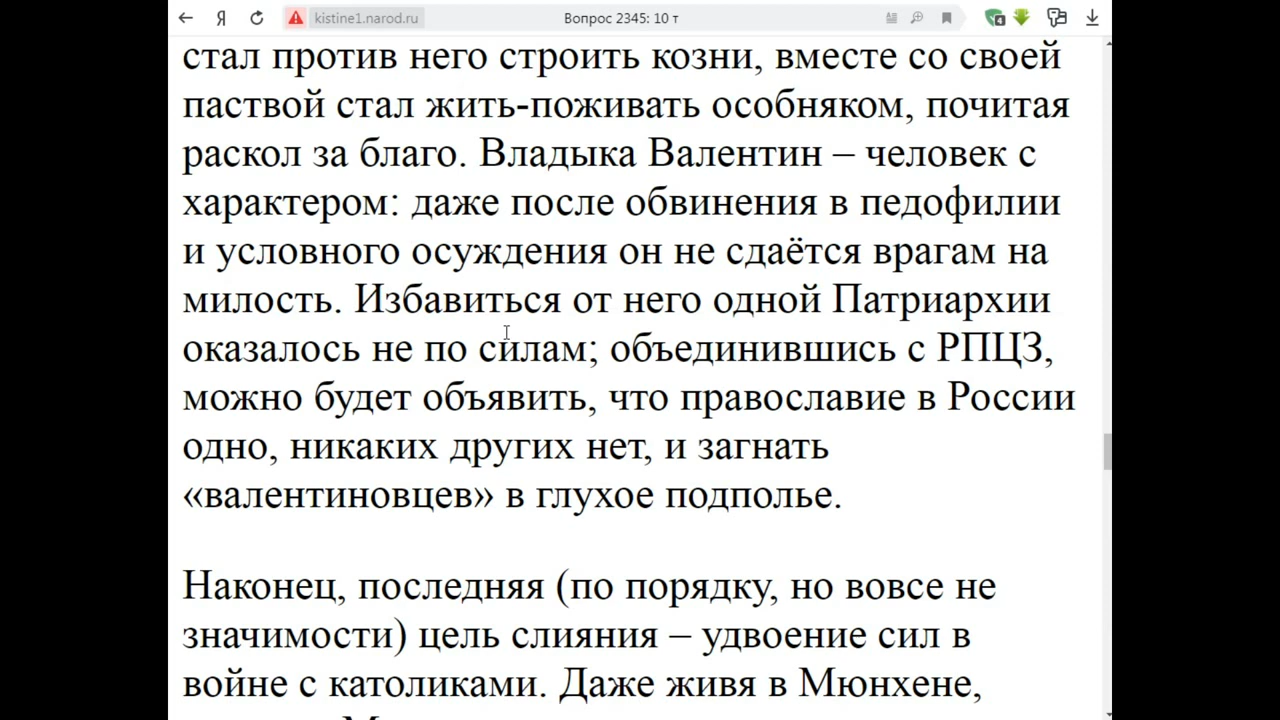 Я
kistine1.narod.ru
Вопрос 2345: 10 т
4
стал против него строить козни, вместе со своей
паствой стал жить-поживать особняком, почитая
раскол за благо. Владыка Валентин – человек с
характером: даже после обвинения в педофилии
и условного осуждения он не сдаётся врагам на
милость. Избавиться от него одной Патриархии
оказалось не по силам; объединившись с РПЦЗ,
можно будет объявить, что православие в России
одно, никаких других нет, и загнать
«валентиновцев» в глухое подполье.
Наконец, последняя (по порядку, но вовсе не
значимости) цель слияния – удвоение сил в
войне с католиками. Даже живя в Мюнхене,